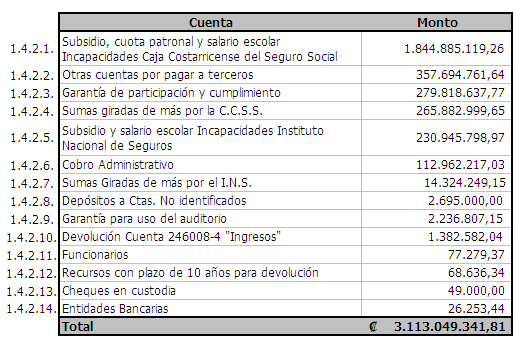 Cuenta Monto
1.4.2.1. Subsidio, cuota patronal y salario escolar
Incapacidades Caja Costarricense del Seguro Social 1.844.885.119,26
1.4.2.2. Otras cuentas por pagar a terceros 357.694.761,64
1.4.2.3. Garantía de participación y cumplimiento 279.818.637,77
1.4.2.4. Sumas giradas de más por la C.C.S.S. 265.882.999,65
1.4.2.5. Subsidio y salario escolar Incapacidades Instituto
Nacional de Seguros 230.945.798,97
1.4.2.6. Cobro Administrativo 112.962.217,03
1.4.2.7. Sumas Giradas de más por el I.N.S. 14.324.249,15
1.4.2.8. Depósitos a Ctas. No identificados 2.695.000,00
1.4.2.9. Garantía para uso del auditorio 2.236.807,15
1.4.2.10. Devolución Cuenta 246008-4 "Ingresos" 1.382.582,04
1.4.2.11. Funcionarios 77.279,37
1.4.2.12. Recursos con plazo de 10 años para devolución 68.636,34
1.4.2.13. Cheques en custodia 49.000,00
1.4.2.14. Entidades Bancarias 26.253,44
Total ₡ 3.113.049.341,81